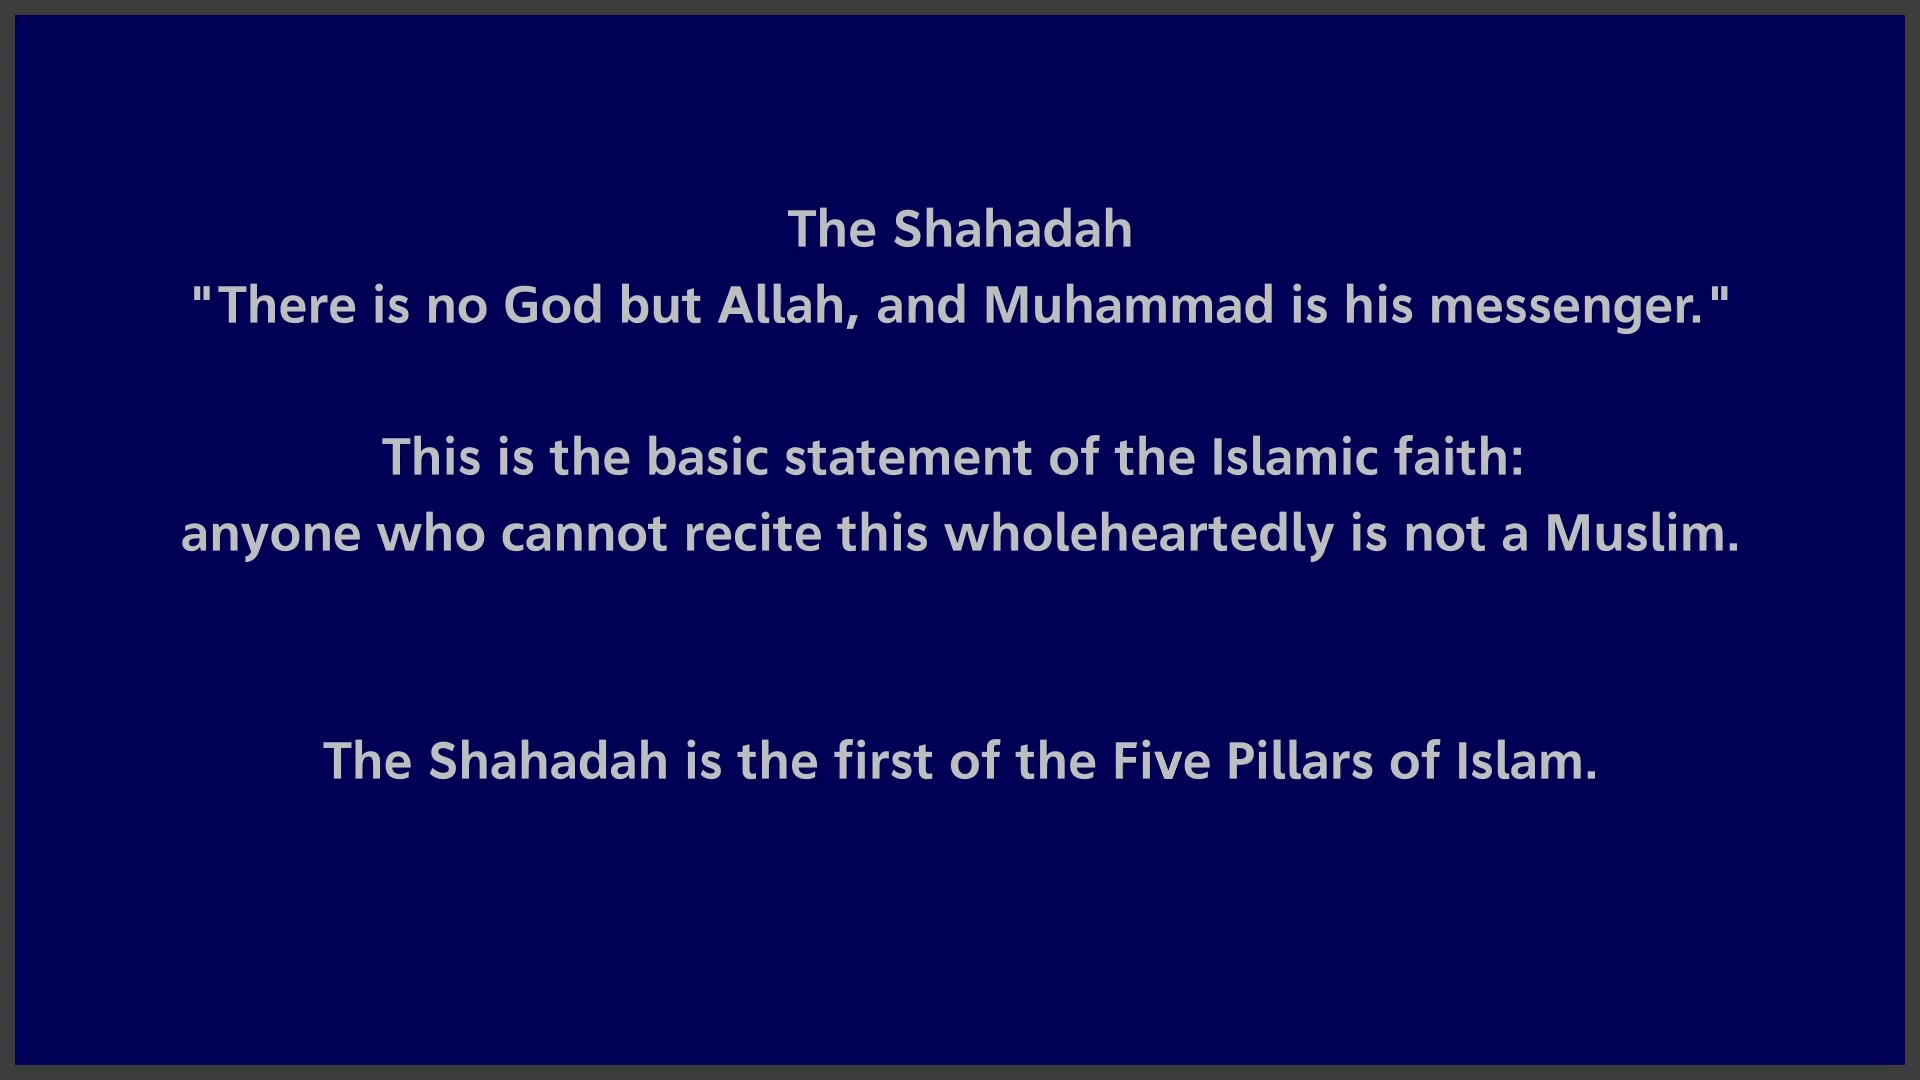 The Shahadah
"There is no God but Allah, and Muhammad is his messenger."
This is the basic statement of the Islamic faith:
anyone who cannot recite this wholeheartedly is not a Muslim.
The Shahadah is the first of the Five Pillars of Islam.